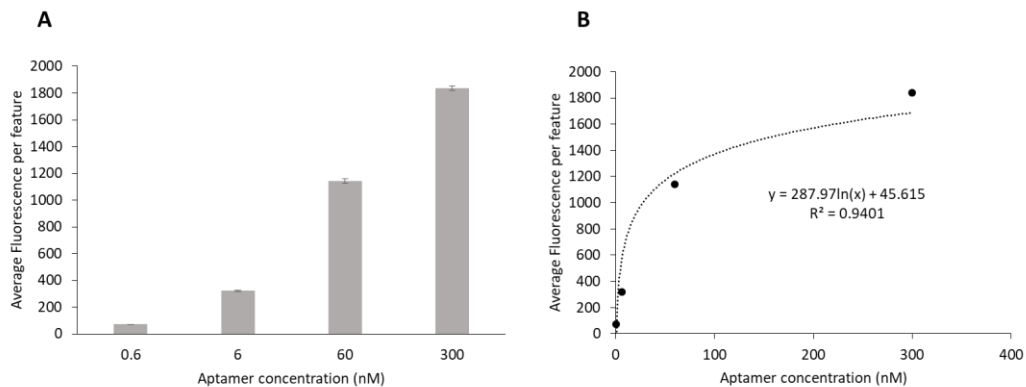 A
Average Fluorescence per feature
2000
1800
1600
1400
1200
1000
800
600
400
200
0
0.6 6 60 300
Aptamer concentration (nM)
B
Average Fluorescence per feature
2000
1800
1600
1400
1200
1000
800
600
400
200
0
y = 287.97ln(x) + 45.615
R² = 0.9401
0 100 200 300 400
Aptamer concentration (nM)